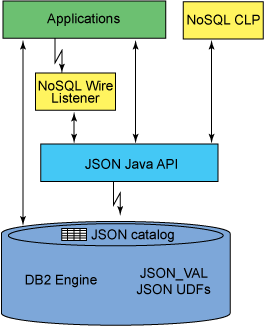 Applications
NoSQL CLP
NoSQL Wire
Listener
JSON Java API
JSON catalog
DB2 Engine
JSON_VAL
JSON UDFs